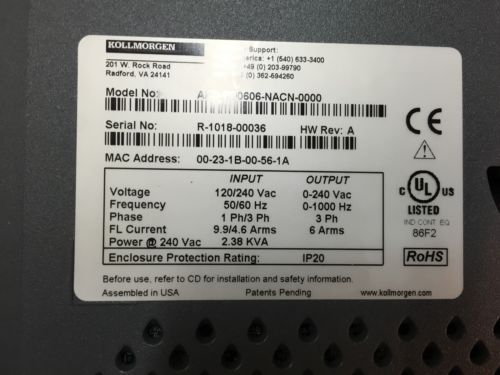 KOLLMORGEN
201 W. Rock Road
Radford, VA 24141
Support:
+1 (540) 633-3400
+49 (0) 203-99790
(0) 362-594260
Model No.:
0606-NACN-0000
Serial No.:
R-1018-00036
HW Rev: A
MAC Address:
00-23-1B-00-56-1A
INPUT OUTPUT
Voltage 120/240 Vac 0-240 Vac
Frequency 50/60 Hz 0-1000 Hz
Phase 1 Ph/3 Ph 3 Ph
FL Current 9.9/4.6 Arms 6 Arms
Power @ 240 Vac 2.38 KVA
Enclosure Protection Rating: IP20
CE
C UL US
LISTED
IND. CONT. EQ.
86F2
RoHS
Before use, refer to CD for installation and safety information.
Assembled in USA Patents Pending www.kollmorgen.com